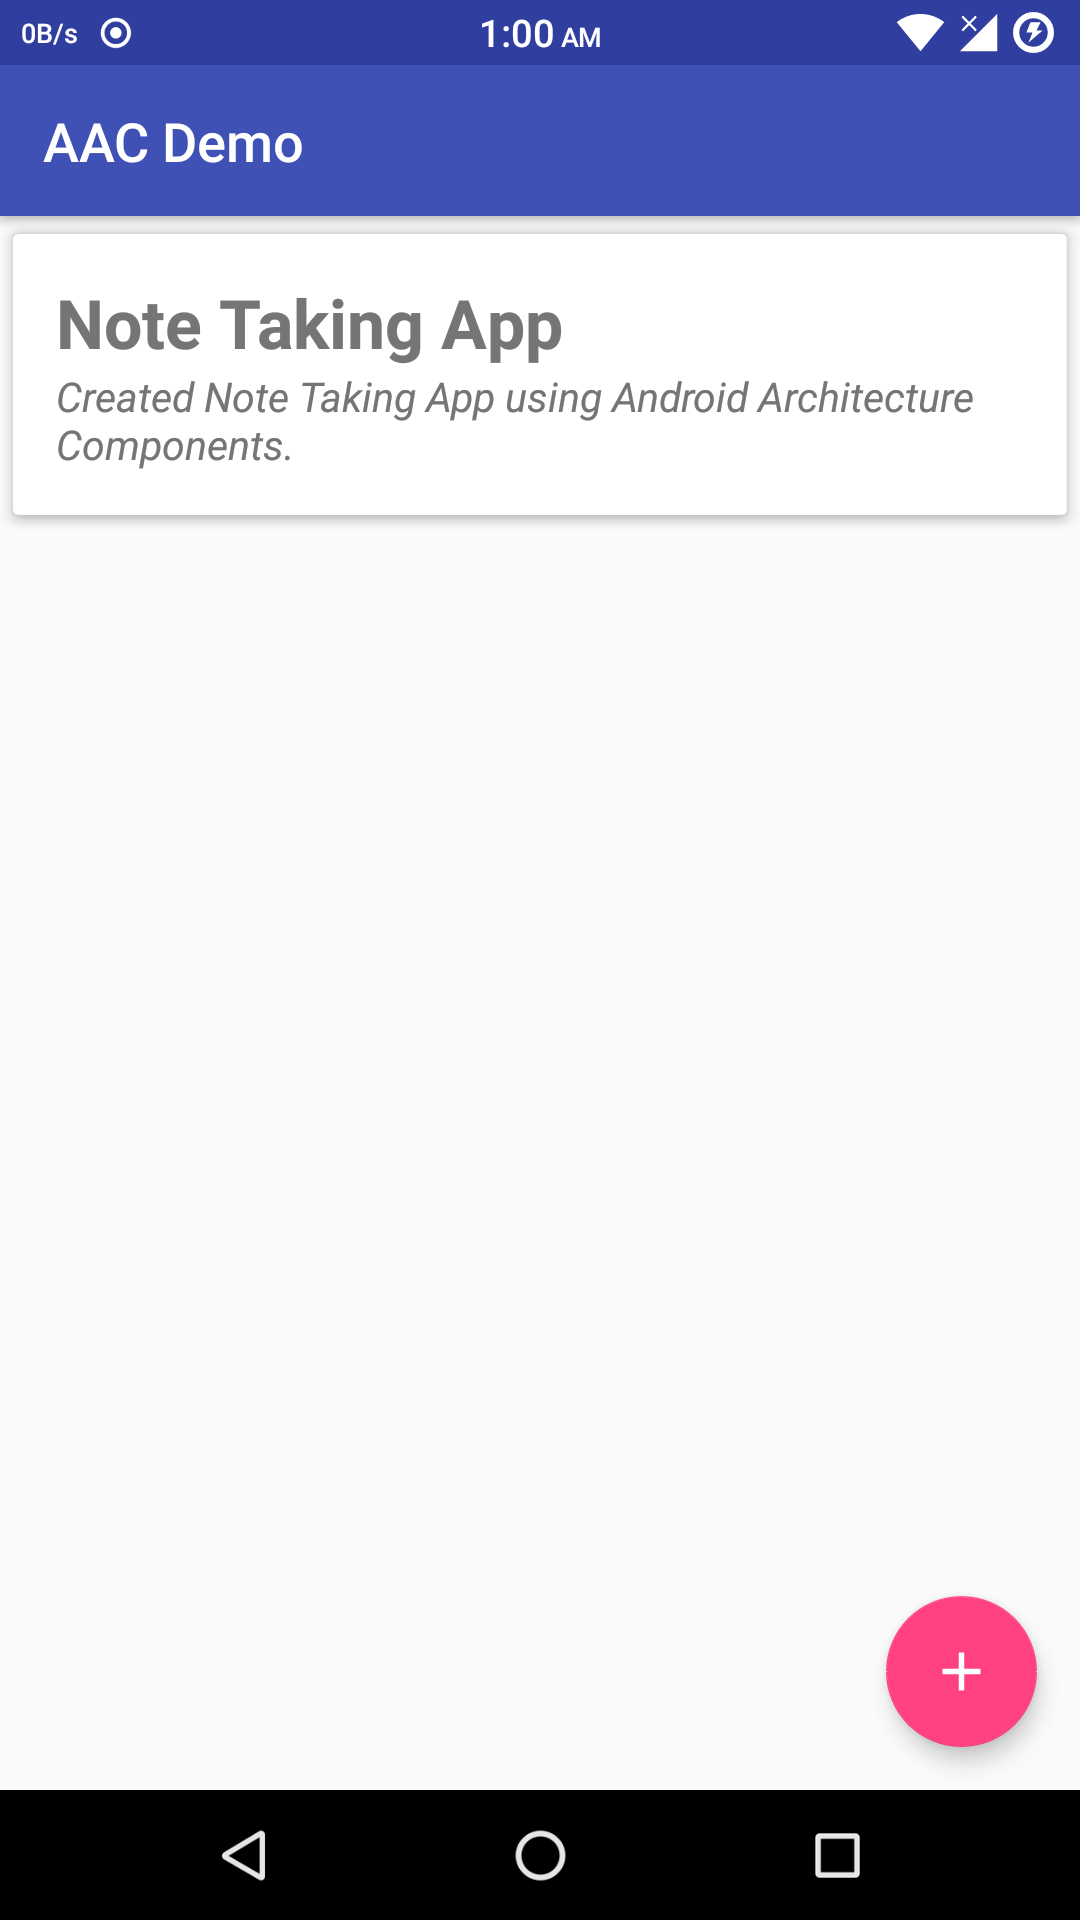 0B/s 1:00 AM
AAC Demo
Note Taking App
Created Note Taking App using Android Architecture
Components.